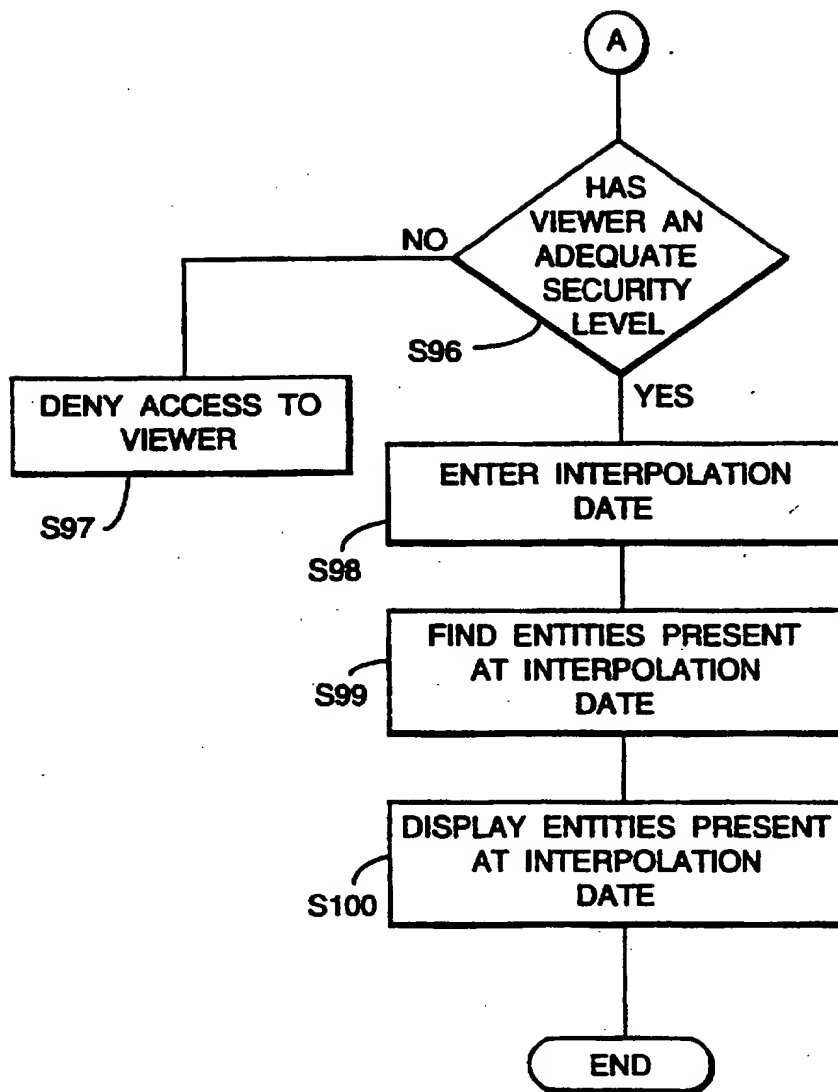 A
HAS
VIEWER AN
ADEQUATE
SECURITY
LEVEL
NO
S96
YES
DENY ACCESS TO
VIEWER
S97
ENTER INTERPOLATION
DATE
S98
FIND ENTITIES PRESENT
AT INTERPOLATION
DATE
S99
DISPLAY ENTITIES PRESENT
AT INTERPOLATION
DATE
S100
END